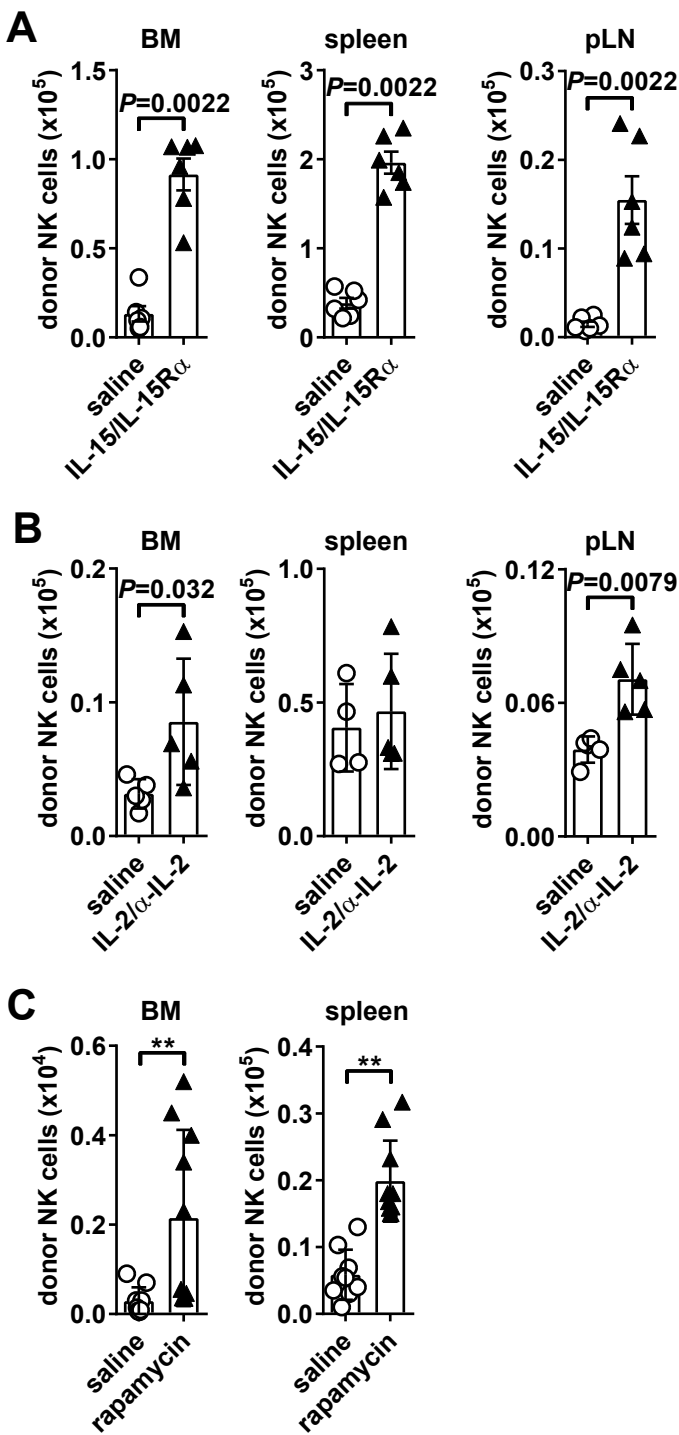 A
BM
spleen
pLN
donor NK cells (x10⁵)
1.5
1.0
0.5
0.0
P=0.0022
saline
IL-15/IL-15Rα
donor NK cells (x10⁵)
3
2
1
0
P=0.0022
saline
IL-15/IL-15Rα
donor NK cells (x10⁵)
0.3
0.2
0.1
0.0
P=0.0022
saline
IL-15/IL-15Rα
B
BM
spleen
pLN
donor NK cells (x10⁵)
0.2
0.1
0.0
P=0.032
saline
IL-2/α-IL-2
donor NK cells (x10⁵)
1.0
0.5
0.0
saline
IL-2/α-IL-2
donor NK cells (x10⁵)
0.12
0.06
0.00
P=0.0079
saline
IL-2/α-IL-2
C
BM
spleen
donor NK cells (x10⁴)
0.6
0.4
0.2
0.0
**
saline
rapamycin
donor NK cells (x10⁵)
0.4
0.3
0.2
0.1
0.0
**
saline
rapamycin